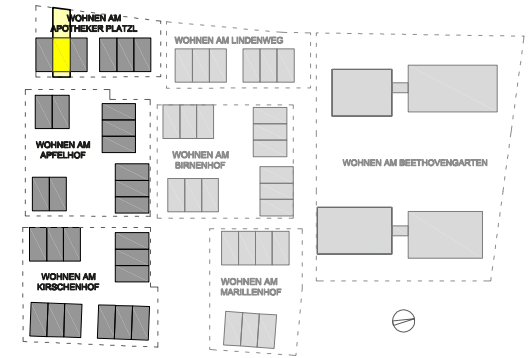 WOHNEN AM
APOTHEKER PLATZL
WOHNEN AM LINDENWEG
WOHNEN AM
APFELHOF
WOHNEN AM
BIRNENHOF
WOHNEN AM BEETHOVENGARTEN
WOHNEN AM
KIRSCHENHOF
WOHNEN AM
MARILLENHOF